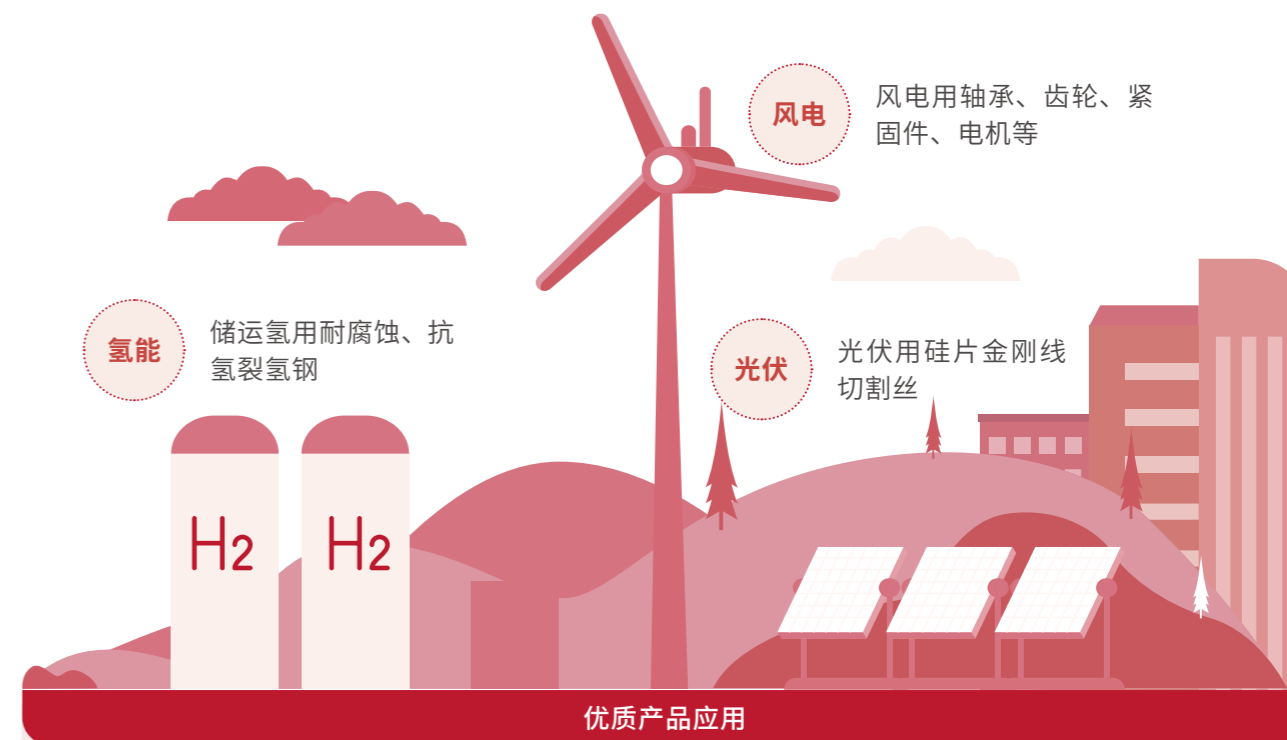 风电
风电用轴承、齿轮、紧
固件、电机等
氢能
储运氢用耐腐蚀、抗
氢裂氢钢
光伏
光伏用硅片金刚线
切割丝
H2
H2
优质产品应用